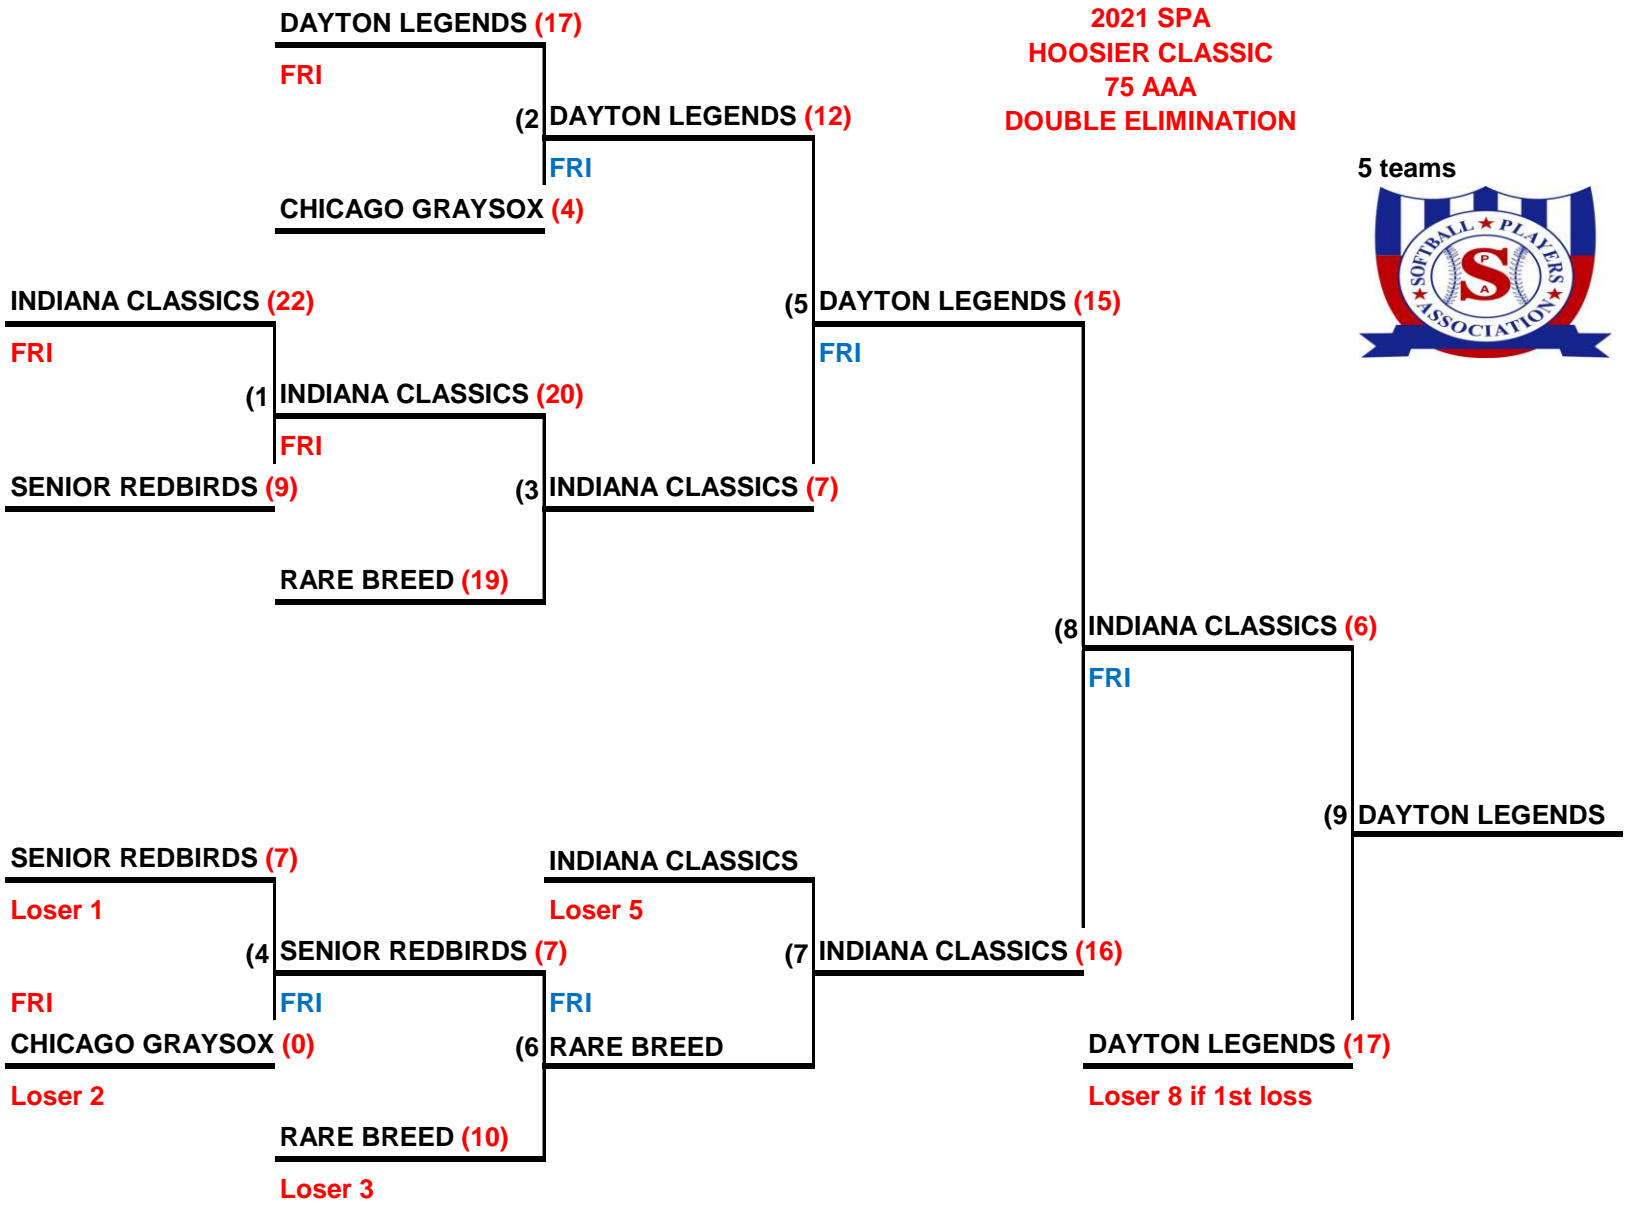 DAYTON LEGENDS (17)
2021 SPA
HOOSIER CLASSIC
75 AAA
DOUBLE ELIMINATION
FRI
(2 DAYTON LEGENDS (12)
FRI
5 teams
CHICAGO GRAYSOX (4)
SOFTBALL PLAYERS
ASSOCIATION
P
S
A
INDIANA CLASSICS (22)
(5 DAYTON LEGENDS (15)
FRI
FRI
(1 INDIANA CLASSICS (20)
FRI
SENIOR REDBIRDS (9)
(3 INDIANA CLASSICS (7)
RARE BREED (19)
(8 INDIANA CLASSICS (6)
FRI
(9 DAYTON LEGENDS
SENIOR REDBIRDS (7)
INDIANA CLASSICS
Loser 1
Loser 5
(4 SENIOR REDBIRDS (7)
(7 INDIANA CLASSICS (16)
FRI
FRI
FRI
CHICAGO GRAYSOX (0)
(6 RARE BREED
DAYTON LEGENDS (17)
Loser 2
Loser 8 if 1st loss
RARE BREED (10)
Loser 3